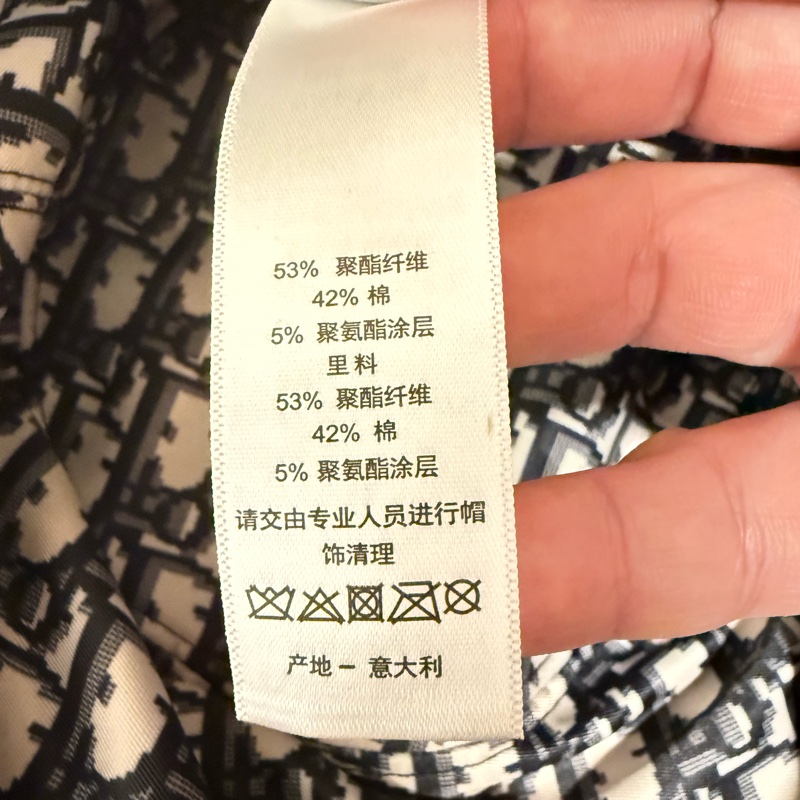 53% 聚酯纤维
42% 棉
5% 聚氨酯涂层
里料
53% 聚酯纤维
42% 棉
5% 聚氨酯涂层
请交由专业人员进行帽
饰清理
产地 – 意大利